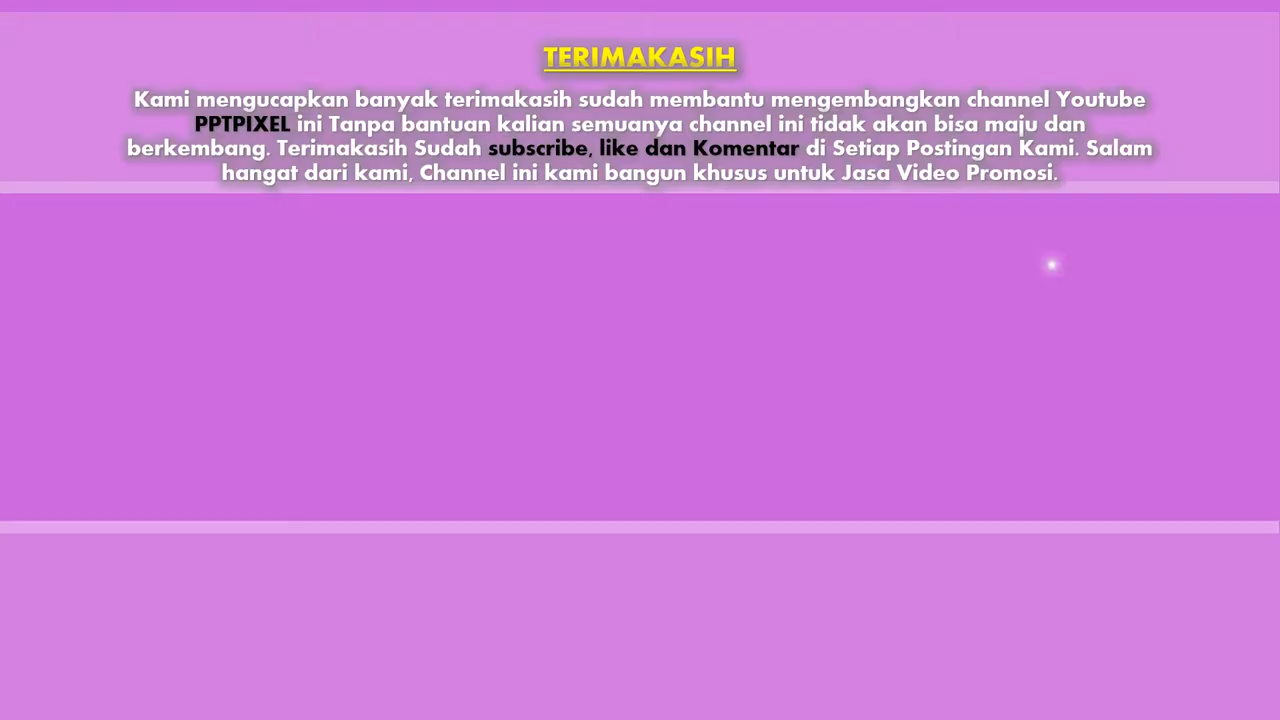 TERIMAKASIH
Kami mengucapkan banyak terimakasih sudah membantu mengembangkan channel Youtube
PPTPIXEL ini Tanpa bantuan kalian semuanya channel ini tidak akan bisa maju dan
berkembang. Terimakasih Sudah subscribe, like dan Komentar di Setiap Postingan Kami. Salam
hangat dari kami, Channel ini kami bangun khusus untuk Jasa Video Promosi.